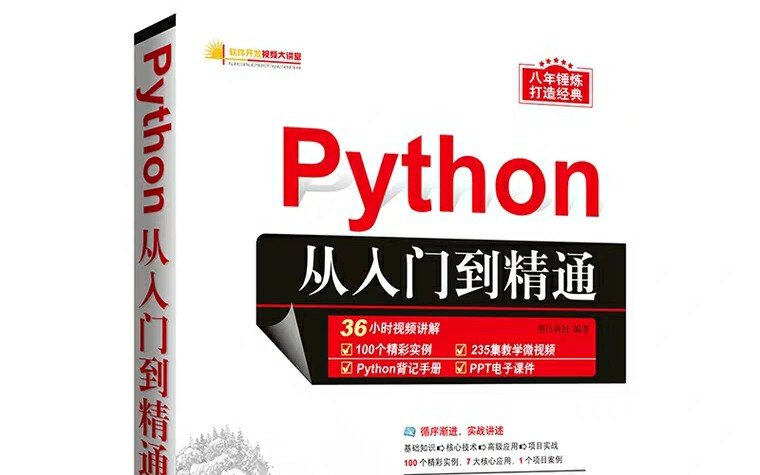 Python 从入门到精通
软件开发视频大讲堂
八年锤炼
打造经典
Python
从入门到精通
36小时视频讲解
明日科技 编著
100个精彩实例
235集教学微视频
Python背记手册
PPT电子课件
循序渐进,实战讲述
基础知识 核心技术 高级应用 项目实战
100个精彩实例,7大核心应用,1个项目案例